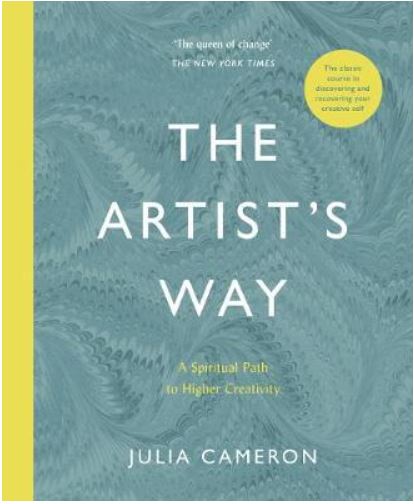 'The queen of change'
THE NEW YORK TIMES
The classic
course in
discovering and
recovering your
creative self
THE
ARTIST'S
WAY
A Spiritual Path
to Higher Creativity
JULIA CAMERON